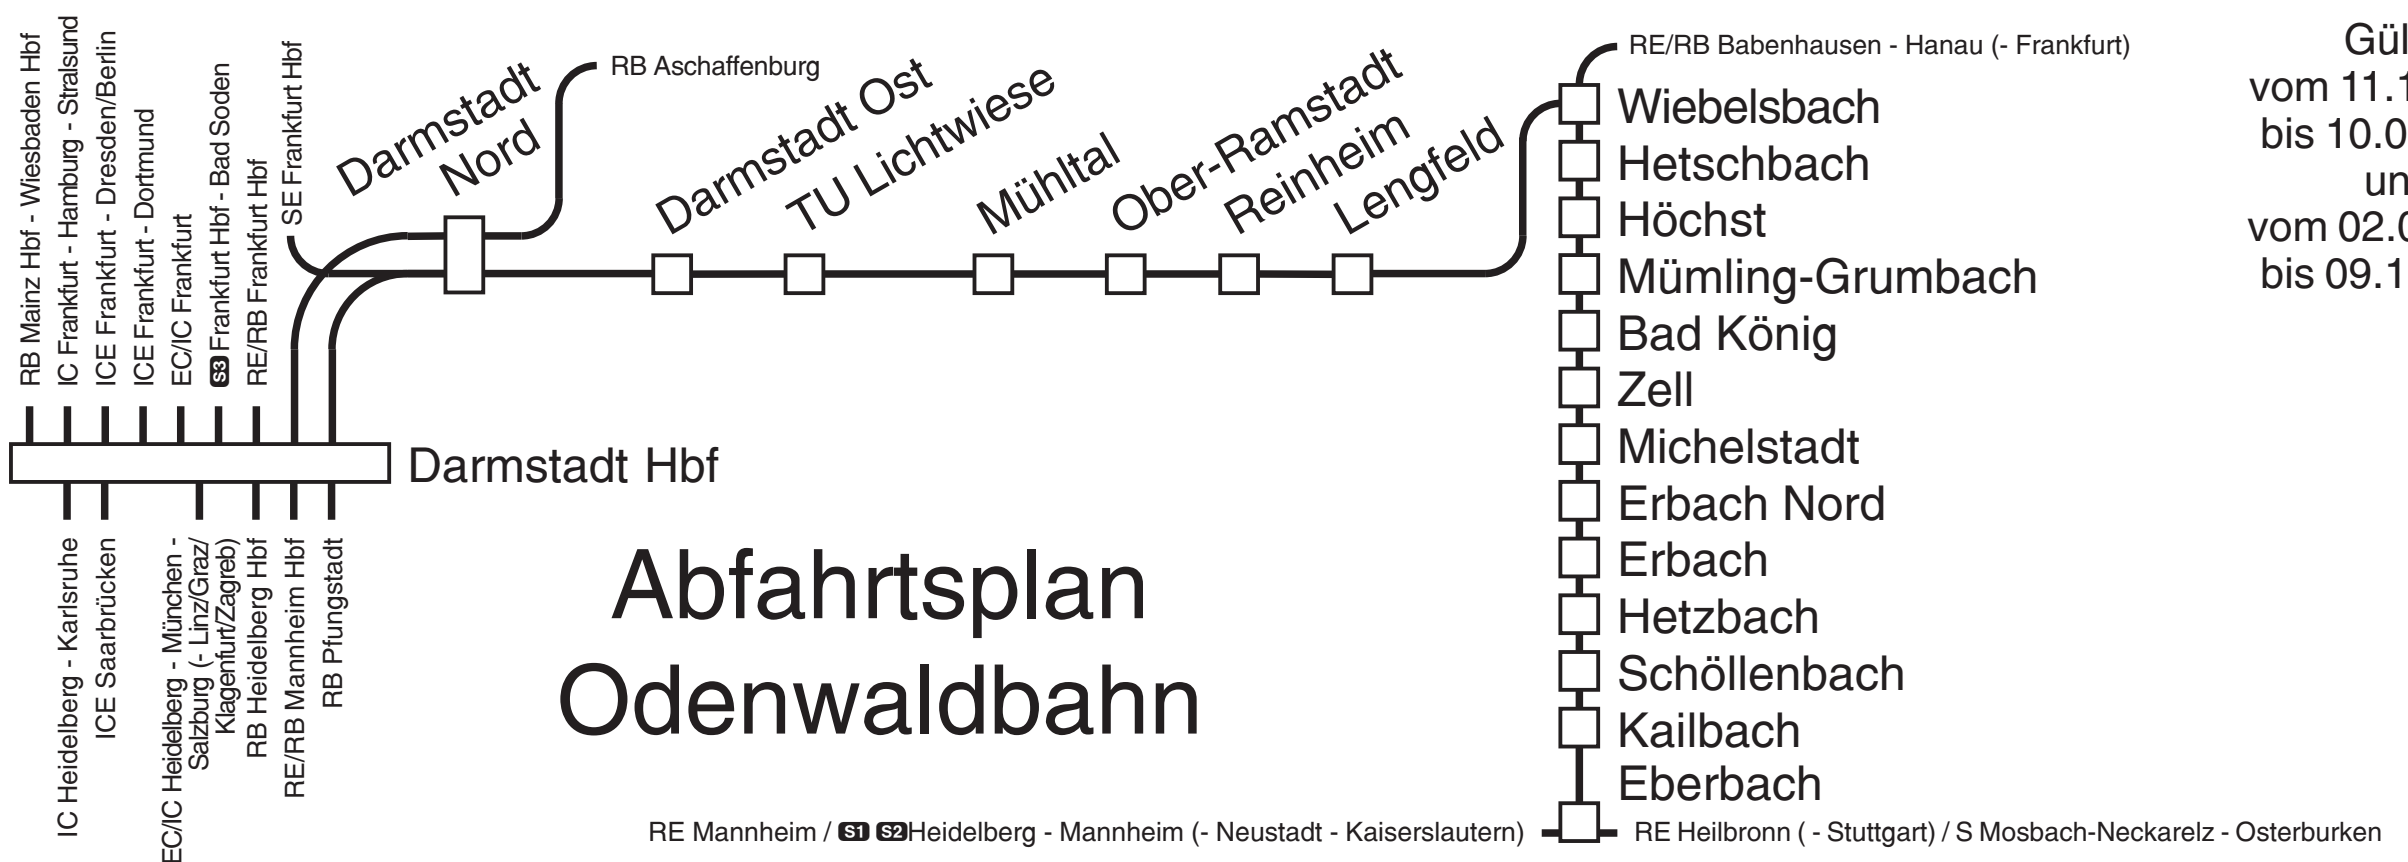 RB Mainz Hbf - Wiesbaden Hbf
IC Frankfurt - Hamburg - Stralsund
ICE Frankfurt - Dresden/Berlin
ICE Frankfurt - Dortmund
EC/IC Frankfurt
S3 Frankfurt Hbf - Bad Soden
RE/RB Frankfurt Hbf
SE Frankfurt Hbf
Darmstadt
Nord
RB Aschaffenburg
Darmstadt Ost
TU Lichtwiese
Mühltal
Ober-Ramstadt
Reinheim
Lengfeld
RE/RB Babenhausen - Hanau (- Frankfurt)
Wiebelsbach
Hetschbach
Höchst
Mümling-Grumbach
Bad König
Zell
Michelstadt
Erbach Nord
Erbach
Hetzbach
Schöllenbach
Kailbach
Eberbach
Darmstadt Hbf
IC Heidelberg - Karlsruhe
ICE Saarbrücken
EC/IC Heidelberg - München -
Salzburg (- Linz/Graz/
Klagenfurt/Zagreb)
RB Heidelberg Hbf
RE/RB Mannheim Hbf
RB Pfungstadt
Abfahrtsplan
Odenwaldbahn
RE Mannheim / S1 S2 Heidelberg - Mannheim (- Neustadt - Kaiserslautern)
RE Heilbronn ( - Stuttgart) / S Mosbach-Neckarelz - Osterburken
vom
bis
vom
bis